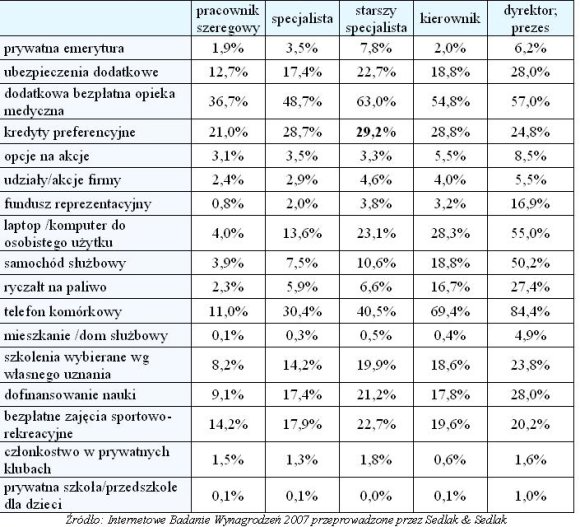 pracownik szeregowy specjalista starszy specjalista kierownik dyrektor; prezes
prywatna emerytura 1,9% 3,5% 7,8% 2,0% 6,2%
ubezpieczenia dodatkowe 12,7% 17,4% 22,7% 18,8% 28,0%
dodatkowa bezpłatna opieka
medyczna 36,7% 48,7% 63,0% 54,8% 57,0%
kredyty preferencyjne 21,0% 28,7% 29,2% 28,8% 24,8%
opcje na akcje 3,1% 3,5% 3,3% 5,5% 8,5%
udziały/akcje firmy 2,4% 2,9% 4,6% 4,0% 5,5%
fundusz reprezentacyjny 0,8% 2,0% 3,8% 3,2% 16,9%
laptop /komputer do
osobistego użytku 4,0% 13,6% 23,1% 28,3% 55,0%
samochód służbowy 3,9% 7,5% 10,6% 18,8% 50,2%
ryczałt na paliwo 2,3% 5,9% 6,6% 16,7% 27,4%
telefon komórkowy 11,0% 30,4% 40,5% 69,4% 84,4%
mieszkanie /dom służbowy 0,1% 0,3% 0,5% 0,4% 4,9%
szkolenia wybierane wg
własnego uznania 8,2% 14,2% 19,9% 18,6% 23,8%
dofinansowanie nauki 9,1% 17,4% 21,2% 17,8% 28,0%
bezpłatne zajęcia sportowo-
rekreacyjne 14,2% 17,9% 22,7% 19,6% 20,2%
członkostwo w prywatnych
klubach 1,5% 1,3% 1,8% 0,6% 1,6%
prywatna szkoła/przedszkole
dla dzieci 0,1% 0,1% 0,0% 0,1% 1,0%
Źródło: Internetowe Badanie Wynagrodzeń 2007 przeprowadzone przez Sedlak & Sedlak